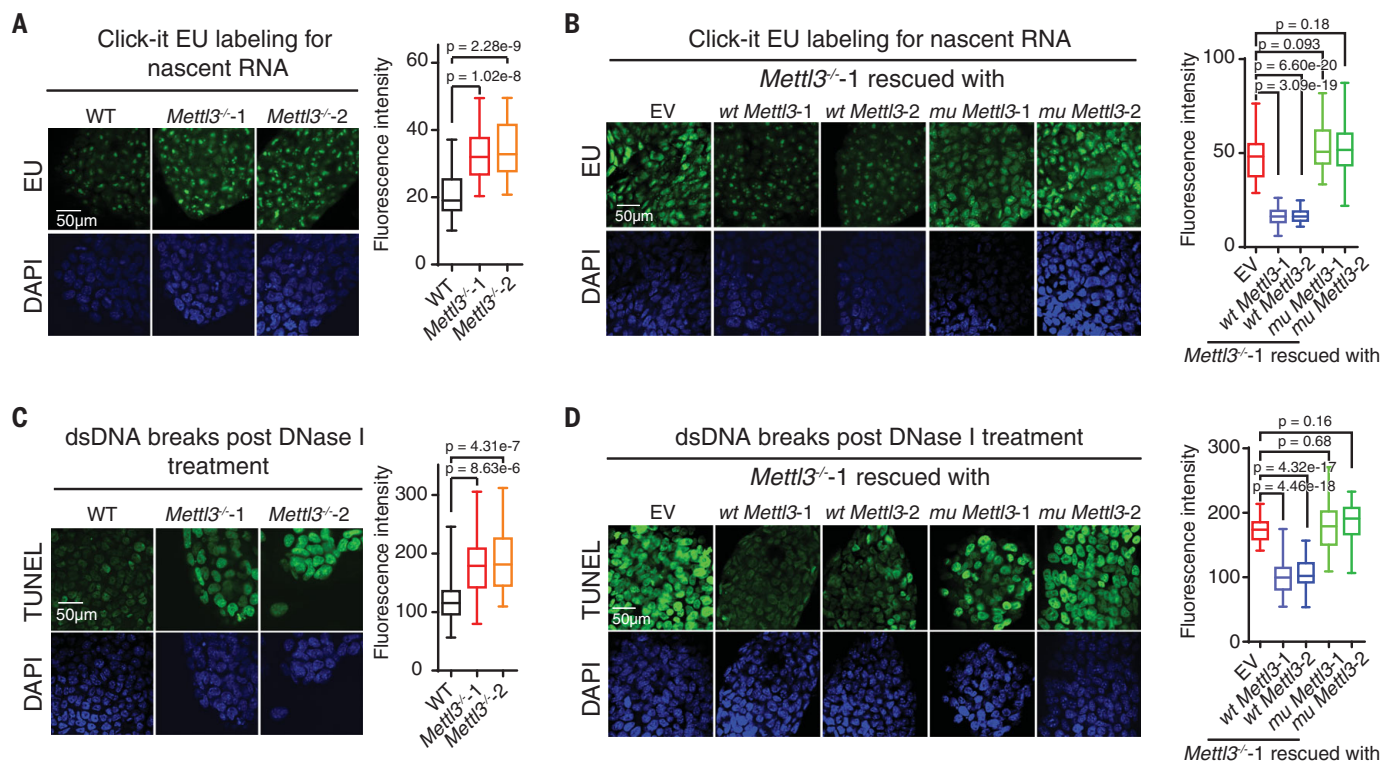 A
Click-it EU labeling for
nascent RNA
WT
Mettl3-/--1
Mettl3-/--2
EU
50µm
DAPI
Fluorescence intensity
60
40
20
0
p = 2.28e-9
p = 1.02e-8
WT
Mettl3-/--1
Mettl3-/--2
B
Click-it EU labeling for nascent RNA
Mettl3-/--1 rescued with
EV
wt Mettl3-1
wt Mettl3-2
mu Mettl3-1
mu Mettl3-2
EU
50µm
DAPI
Fluorescence intensity
100
50
0
p = 0.18
p = 0.093
p = 6.60e-20
p = 3.09e-19
EV
wt Mettl3-1
wt Mettl3-2
mu Mettl3-1
mu Mettl3-2
Mettl3-/--1 rescued with
C
dsDNA breaks post DNase I
treatment
WT
Mettl3-/--1
Mettl3-/--2
TUNEL
50µm
DAPI
Fluorescence intensity
300
200
100
0
p = 4.31e-7
p = 8.63e-6
WT
Mettl3-/--1
Mettl3-/--2
D
dsDNA breaks post DNase I treatment
Mettl3-/--1 rescued with
EV
wt Mettl3-1
wt Mettl3-2
mu Mettl3-1
mu Mettl3-2
TUNEL
50µm
DAPI
Fluorescence intensity
300
200
100
0
p = 0.16
p = 0.68
p = 4.32e-17
p = 4.46e-18
EV
wt Mettl3-1
wt Mettl3-2
mu Mettl3-1
mu Mettl3-2
Mettl3-/--1 rescued with